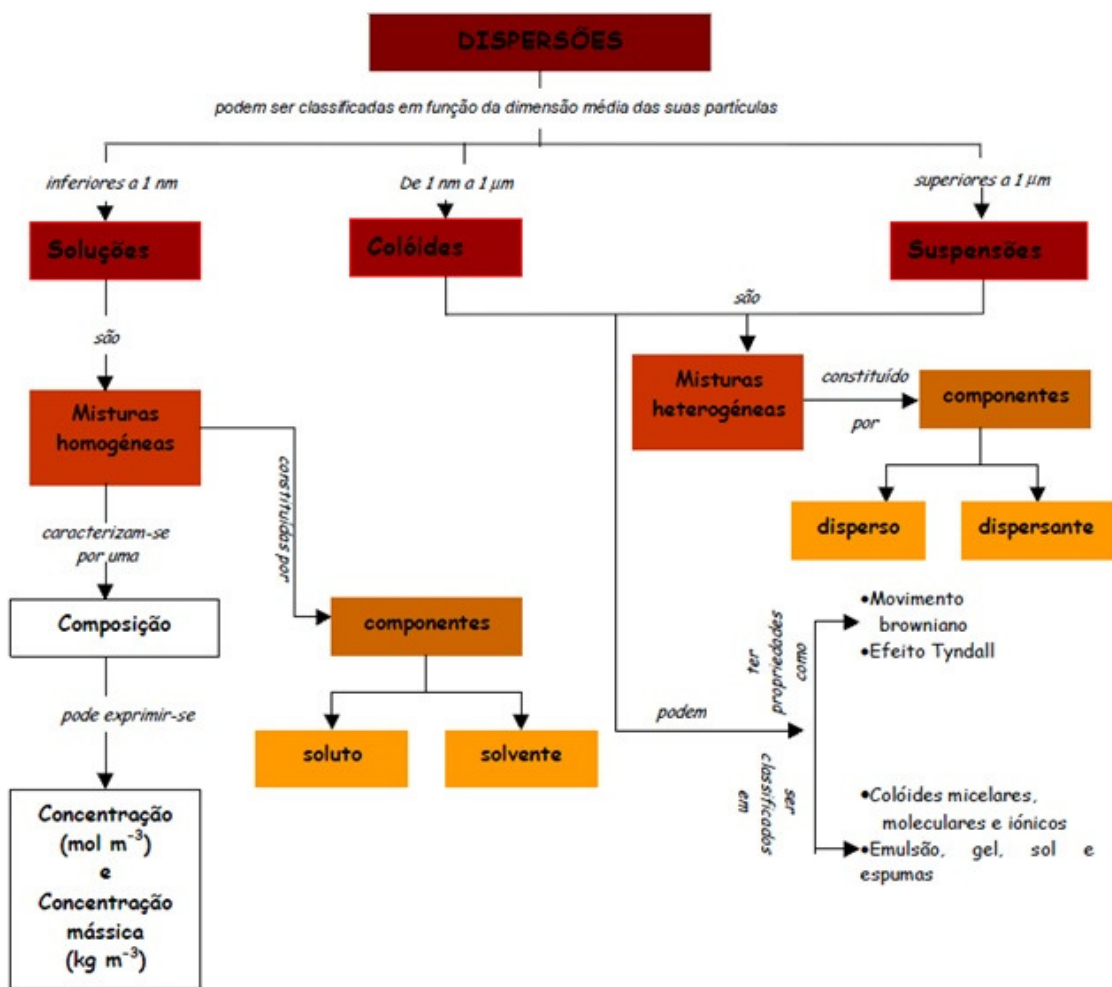 DISPERSÕES
podem ser classificadas em função da dimensão média das suas partículas
inferiores a 1 nm
De 1 nm a 1 μm
superiores a 1 μm
Soluções
Colóides
Suspensões
são
são
Misturas
homogéneas
Misturas
heterogéneas
constituído
por
componentes
disperso
dispersante
caracterizam-se
por uma
constituídas por
Composição
componentes
pode exprimir-se
soluto
solvente
Concentração
(mol m⁻³)
e
Concentração
mássica
(kg m⁻³)
podem
ter
propriedades
como
•Movimento
browniano
•Efeito Tyndall
ser
classificados
em
•Colóides micelares,
moleculares e iónicos
•Emulsão, gel, sol e
espumas